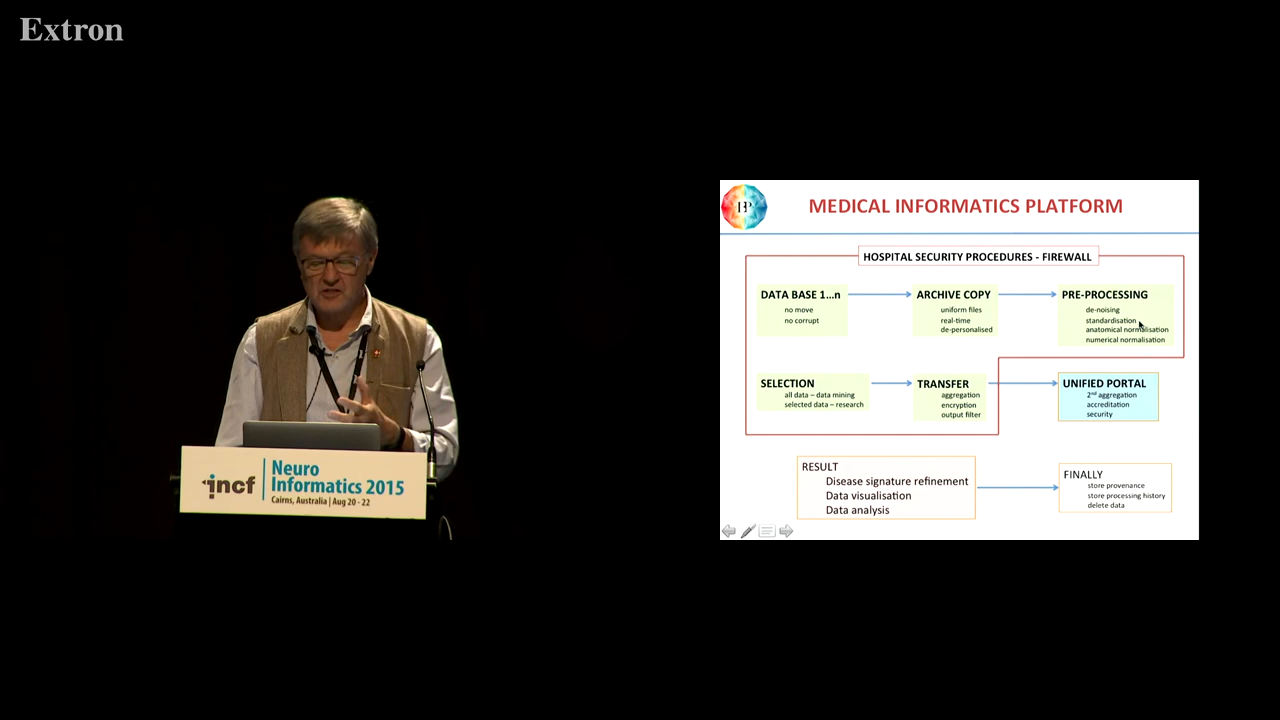 Extron
incf
Neuro
Informatics 2015
Cairns, Australia | Aug 20 - 22
MEDICAL INFORMATICS PLATFORM
HOSPITAL SECURITY PROCEDURES - FIREWALL
DATA BASE 1...n
no move
no corrupt
ARCHIVE COPY
uniform files
real-time
de-personalised
PRE-PROCESSING
de-noising
standardisation
anatomical normalisation
numerical normalisation
SELECTION
all data – data mining
selected data – research
TRANSFER
aggregation
encryption
output filter
UNIFIED PORTAL
2nd aggregation
accreditation
security
RESULT
Disease signature refinement
Data visualisation
Data analysis
FINALLY
store provenance
store processing history
delete data